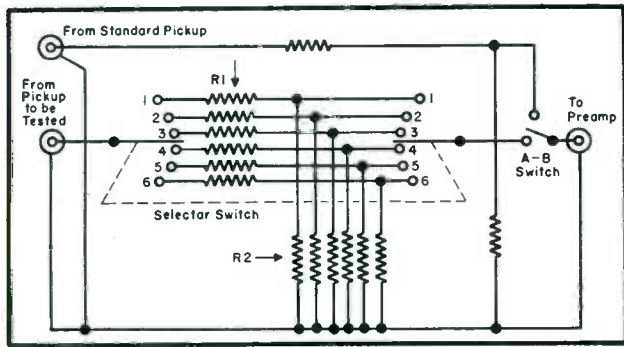 From Standard Pickup
From
Pickup
to be
Tested
R1
1
2
3
4
5
6
1
2
3
4
5
6
To
Preamp
A-B
Switch
Selectar Switch
R2